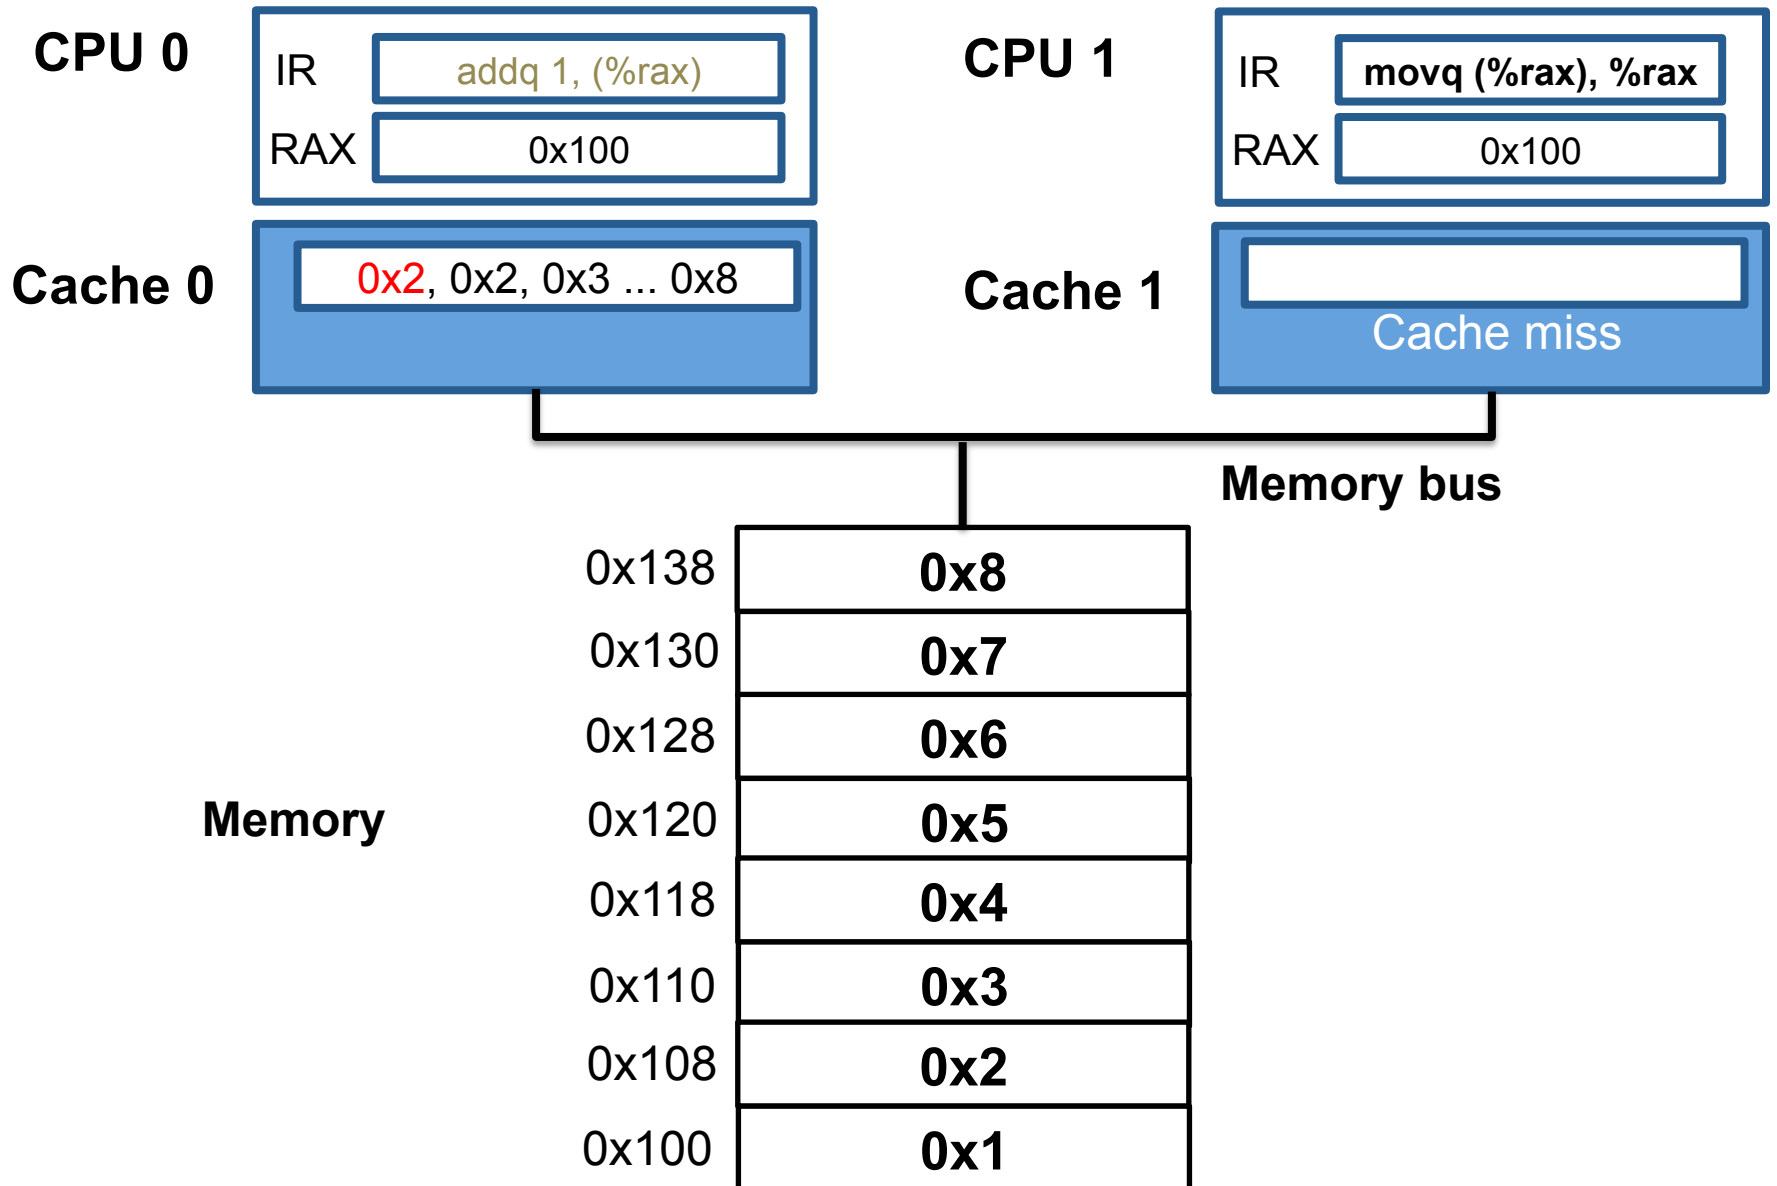 CPU 0
IR
addq 1, (%rax)
RAX
0x100
CPU 1
IR
movq (%rax), %rax
RAX
0x100
Cache 0
0x2, 0x2, 0x3 ... 0x8
Cache 1
Cache miss
Memory bus
0x138 0x8
0x130 0x7
0x128 0x6
Memory
0x120 0x5
0x118 0x4
0x110 0x3
0x108 0x2
0x100 0x1